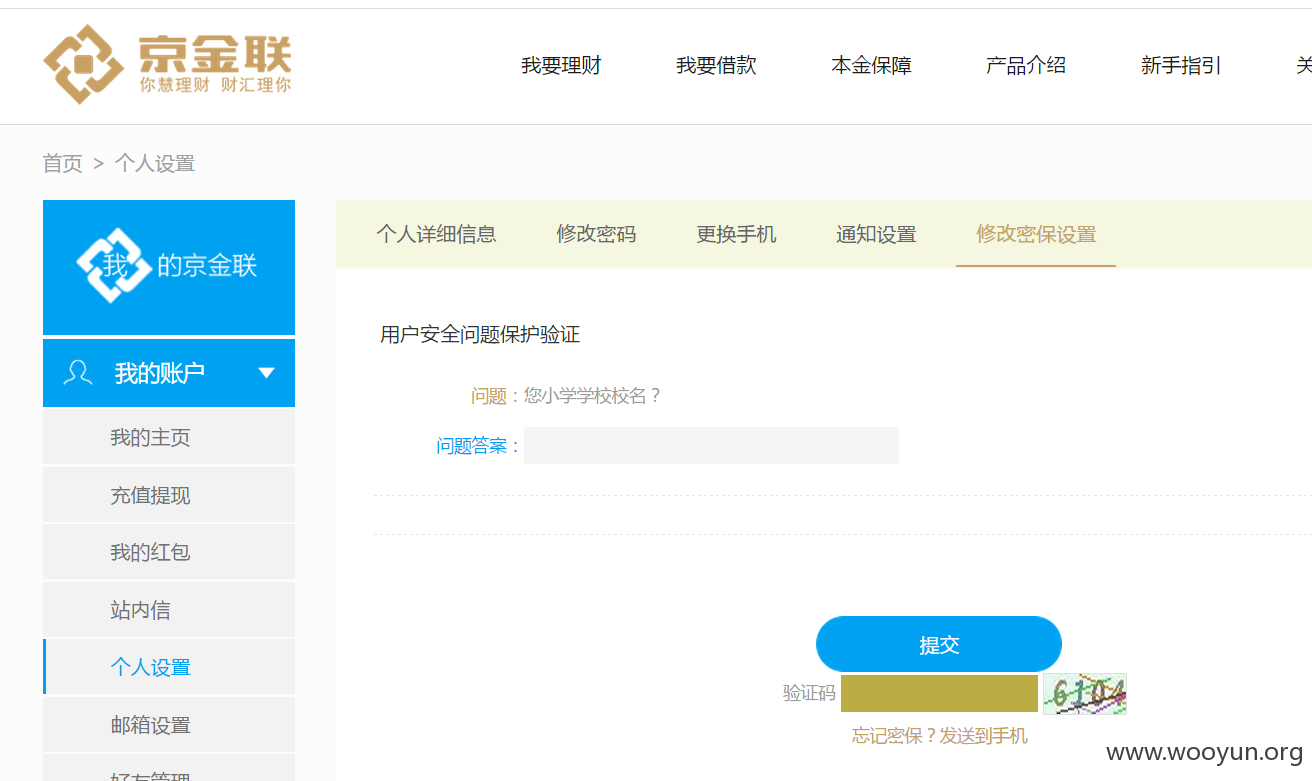 京金联
你慧理财 财汇理你
我要理财 我要借款 本金保障 产品介绍 新手指引 关
首页 > 个人设置
我的京金联
个人详细信息 修改密码 更换手机 通知设置 修改密保设置
我的账户
我的主页
充值提现
我的红包
站内信
个人设置
邮箱设置
好友管理
用户安全问题保护验证
问题：您小学学校校名？
问题答案：
提交
验证码 6104
忘记密保？发送到手机
www.wooyun.org